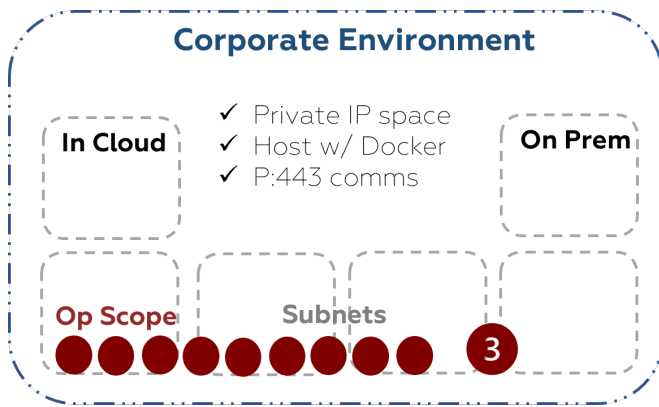 Corporate Environment
✓ Private IP space
✓ Host w/ Docker
✓ P:443 comms
In Cloud
On Prem
Op Scope
Subnets
3